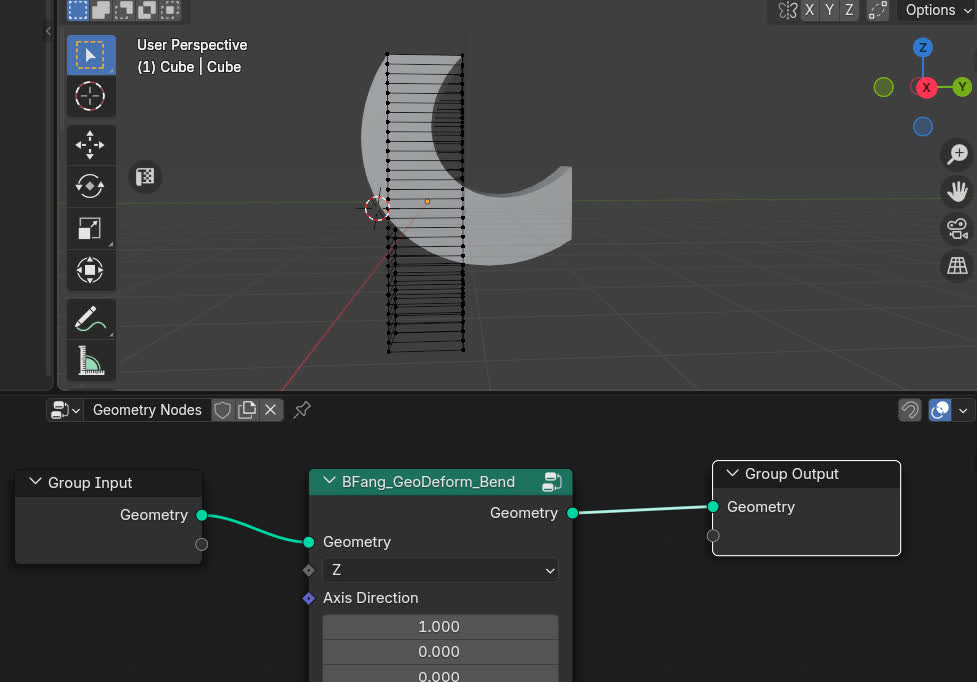 X Y Z Options
User Perspective
(1) Cube | Cube
Z
X
Y
Geometry Nodes
Group Input
Geometry
BFang_GeoDeform_Bend
Geometry
Geometry
Z
Axis Direction
1.000
0.000
0.000
Group Output
Geometry